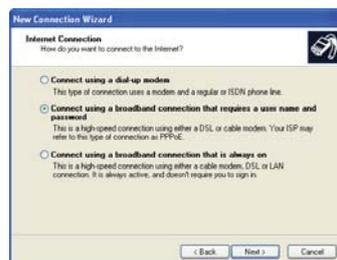 New Connection Wizard
Internet Connection
How do you want to connect to the Internet?
Connect using a dial-up modem
This type of connection uses a modem and a regular or ISDN phone line.
Connect using a broadband connection that requires a user name and
password
This is a high-speed connection using either a DSL or cable modem. Your ISP may
refer to this type of connection as PPPoE.
Connect using a broadband connection that is always on
This is a high-speed connection using either a cable modem, DSL or LAN
connection. It is always active, and doesn't require you to sign in.
< Back Next > Cancel